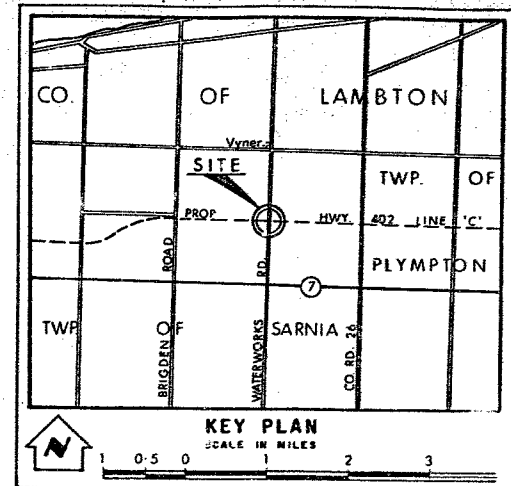 CO. OF LAMBTON
Vyner
SITE
TWP. OF
PROP HWY. 402 LINE 'C'
ROAD
RD.
PLYMPTON
7
TWP OF SARNIA
BRIGDEN
WATERWORKS
CO. RD. 26
N
KEY PLAN
SCALE IN MILES
1 0.5 0 1 2 3